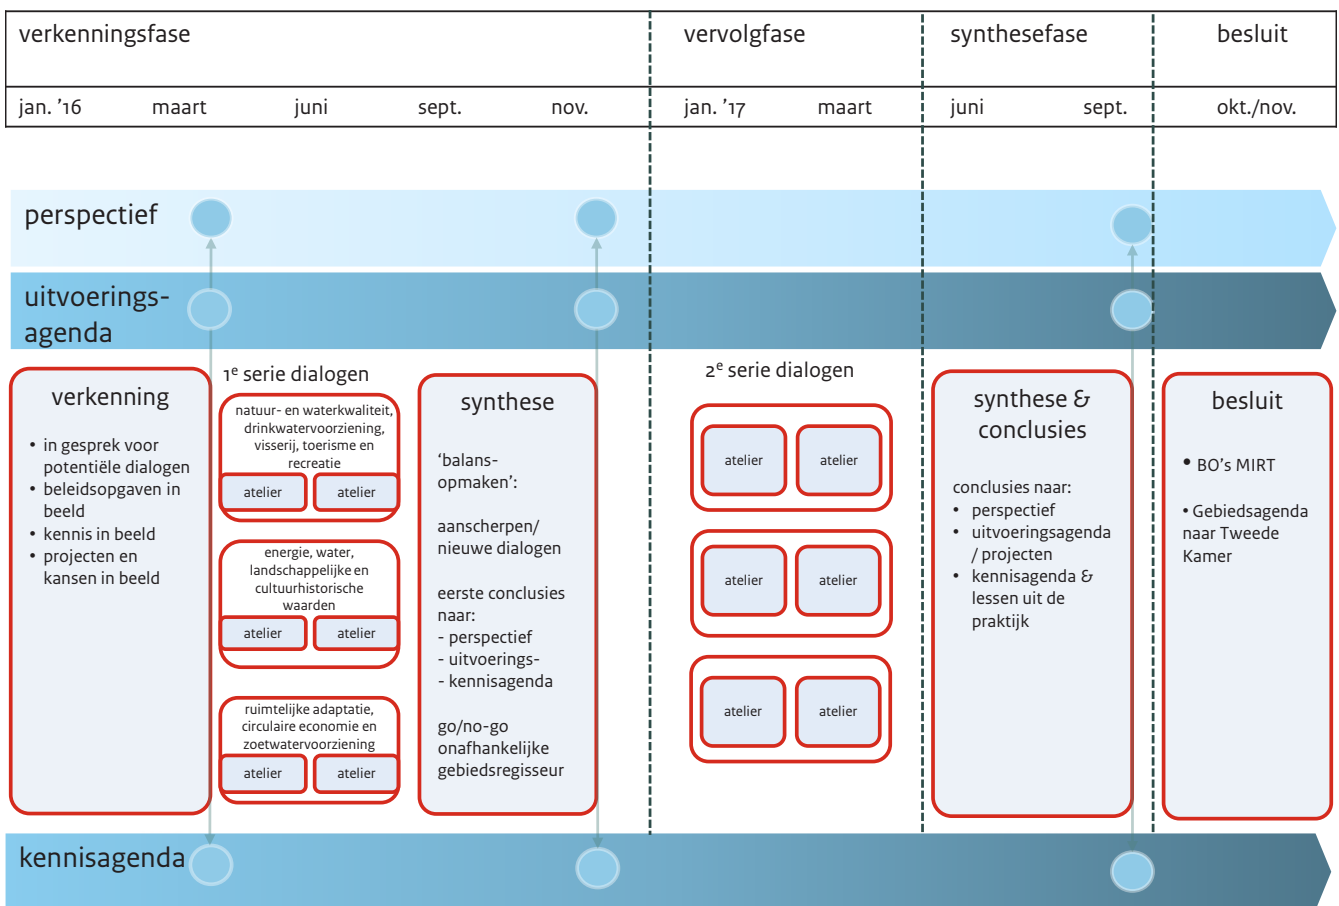 verkenningsfase
vervolgfase
synthesefase
besluit
jan. '16
maart
juni
sept.
nov.
jan. '17
maart
juni
sept.
okt./nov.
perspectief
uitvoerings-
agenda
verkenning
• in gesprek voor
potentiële dialogen
• beleidsopgaven in
beeld
• kennis in beeld
• projecten en
kansen in beeld
1e serie dialogen
natuur- en waterkwaliteit,
drinkwatervoorziening,
visserij, toerisme en
recreatie
atelier
atelier
energie, water,
landschappelijke en
cultuurhistorische
waarden
atelier
atelier
ruimtelijke adaptatie,
circulaire economie en
zoetwatervoorziening
atelier
atelier
synthese
'balans-
opmaken':
aanscherpen/
nieuwe dialogen
eerste conclusies
naar:
- perspectief
- uitvoerings-
- kennisagenda
go/no-go
onafhankelijke
gebiedsregisseur
2e serie dialogen
atelier
atelier
atelier
atelier
atelier
atelier
synthese &
conclusies
conclusies naar:
• perspectief
• uitvoeringsagenda
/ projecten
• kennisagenda &
lessen uit de
praktijk
besluit
• BO's MIRT
• Gebiedsagenda
naar Tweede
Kamer
kennisagenda